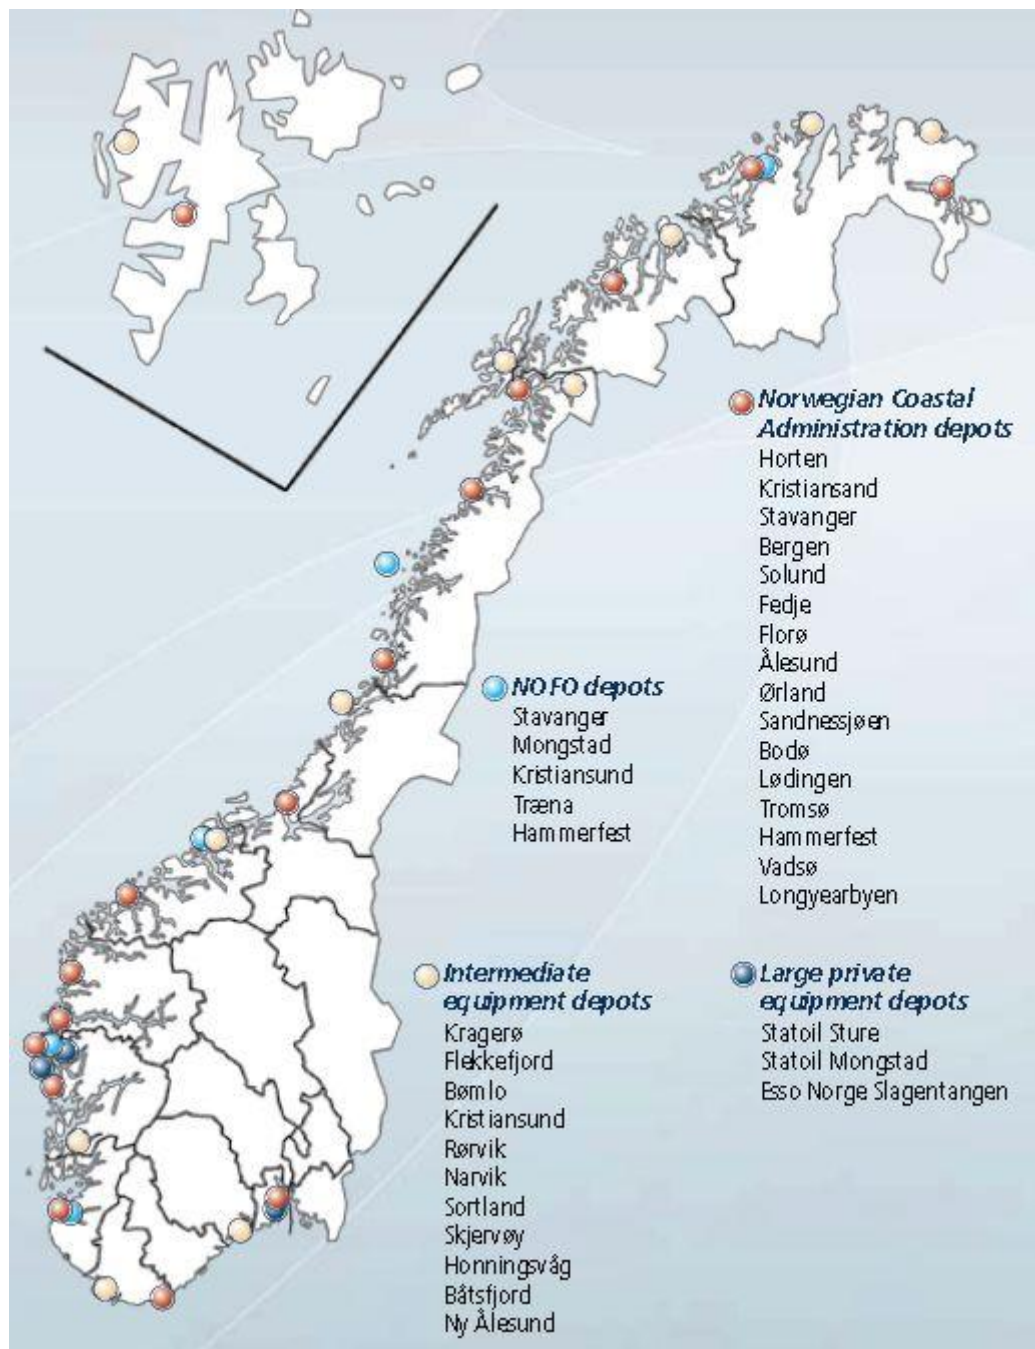 Norwegian Coastal
Administration depots
Horten
Kristiansand
Stavanger
Bergen
Solund
Fedje
Florø
Ålesund
Ørland
Sandnessjøen
Bodø
Lødingen
Tromsø
Hammerfest
Vadsø
Longyearbyen
NOFO depots
Stavanger
Mongstad
Kristiansund
Træna
Hammerfest
Intermediate
equipment depots
Kragerø
Flekkefjord
Bømlo
Kristiansund
Rørvik
Narvik
Sortland
Skjervøy
Honningsvåg
Båtsfjord
Ny Ålesund
Large private
equipment depots
Statoil Sture
Statoil Mongstad
Esso Norge Slagentangen